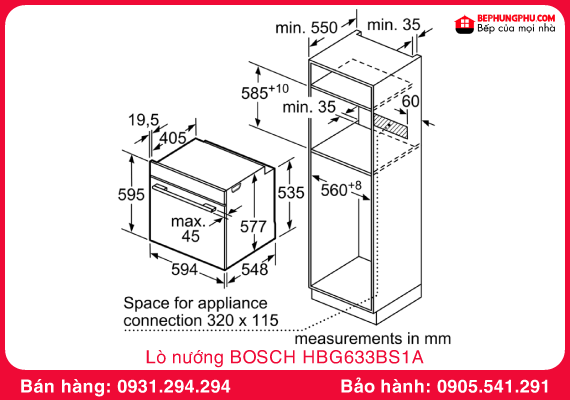 BEPHUNGPHU.COM
Bếp của mọi nhà
min. 550
min. 35
585+10
min. 35
60
19,5
405
595
535
560+8
max.
45
577
594
548
Space for appliance
connection 320 x 115
measurements in mm
Lò nướng BOSCH HBG633BS1A
Bán hàng: 0931.294.294
Bảo hành: 0905.541.291